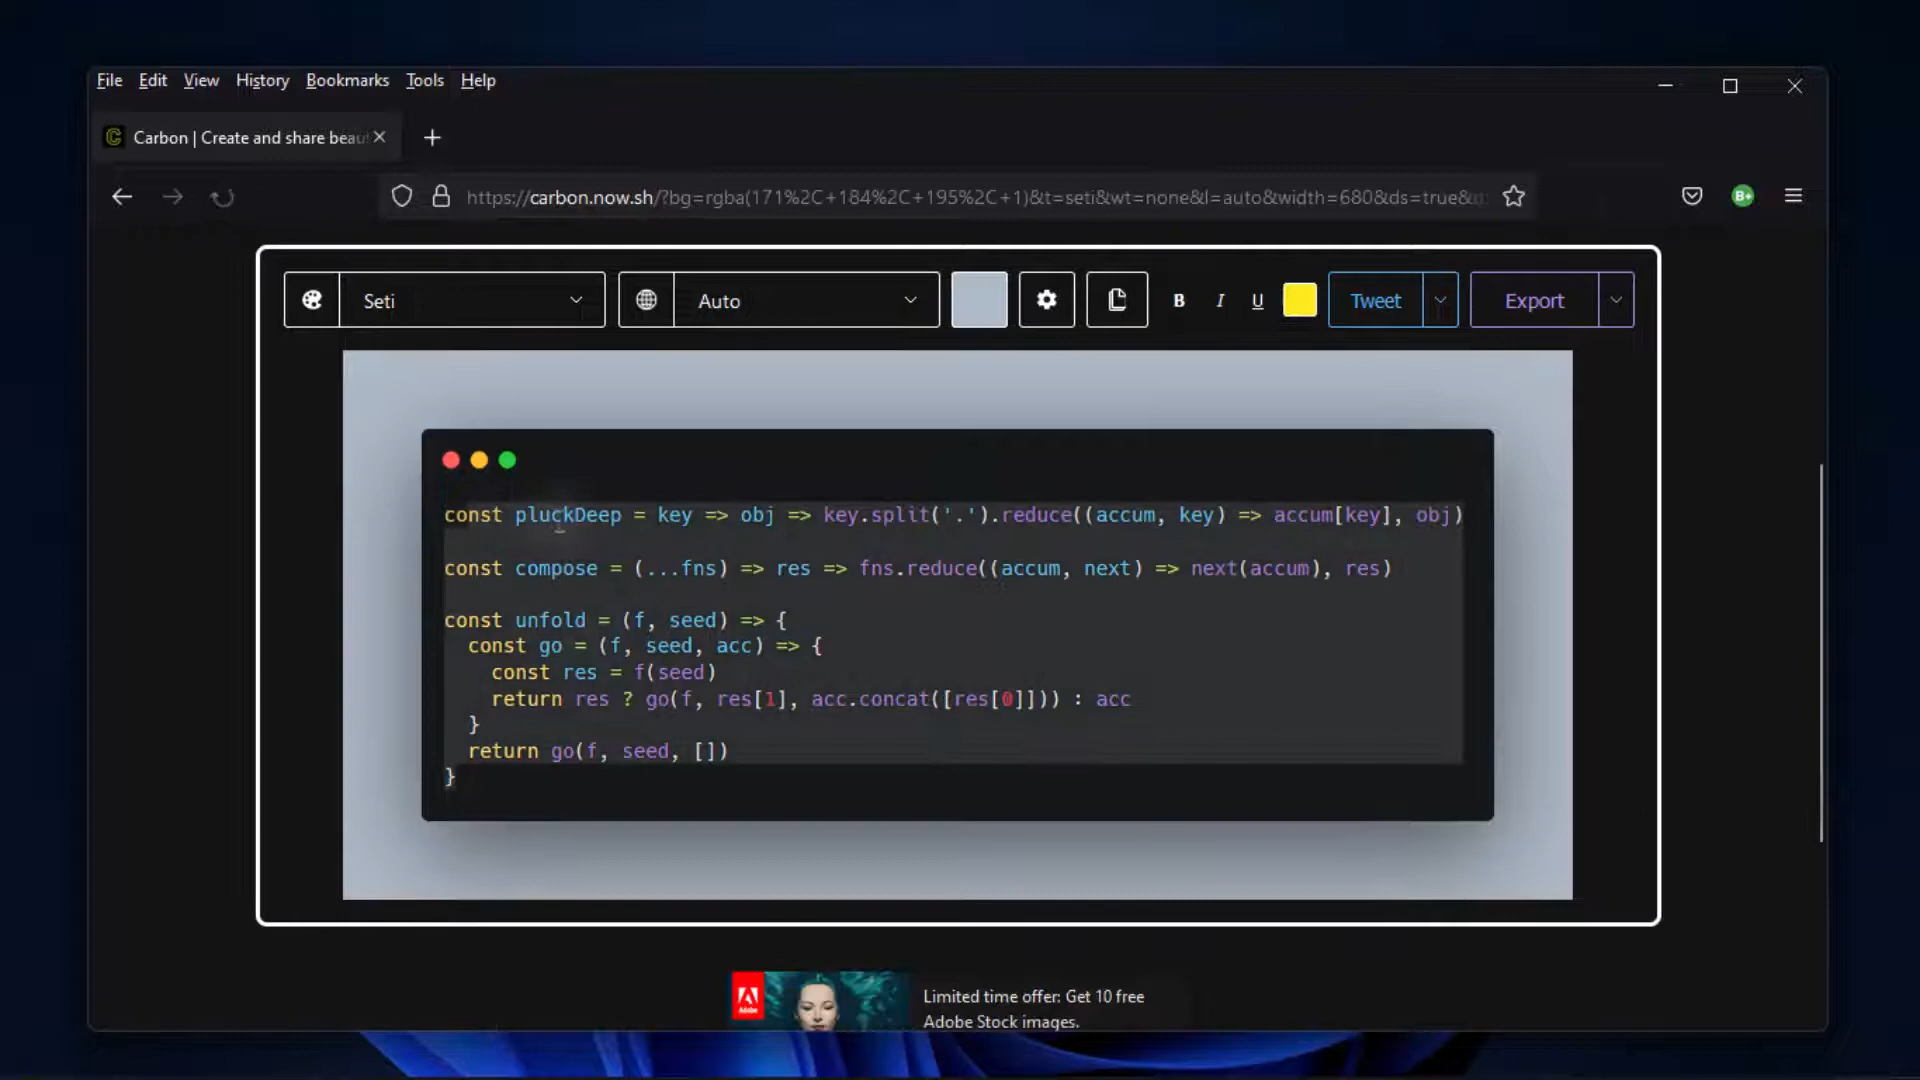 File Edit View History Bookmarks Tools Help
Carbon | Create and share beau
https://carbon.now.sh/?bg=rgba(171%2C+184%2C+195%2C+1)&t=seti&wt=none&l=auto&width=680&ds=true&
B+
Seti
Auto
B I U
Tweet
Export
const pluckDeep = key => obj => key.split('.').reduce((accum, key) => accum[key], obj)
const compose = (...fns) => res => fns.reduce((accum, next) => next(accum), res)
const unfold = (f, seed) => {
const go = (f, seed, acc) => {
const res = f(seed)
return res ? go(f, res[1], acc.concat([res[0]])) : acc
}
return go(f, seed, [])
}
Adobe
Limited time offer: Get 10 free
Adobe Stock images.